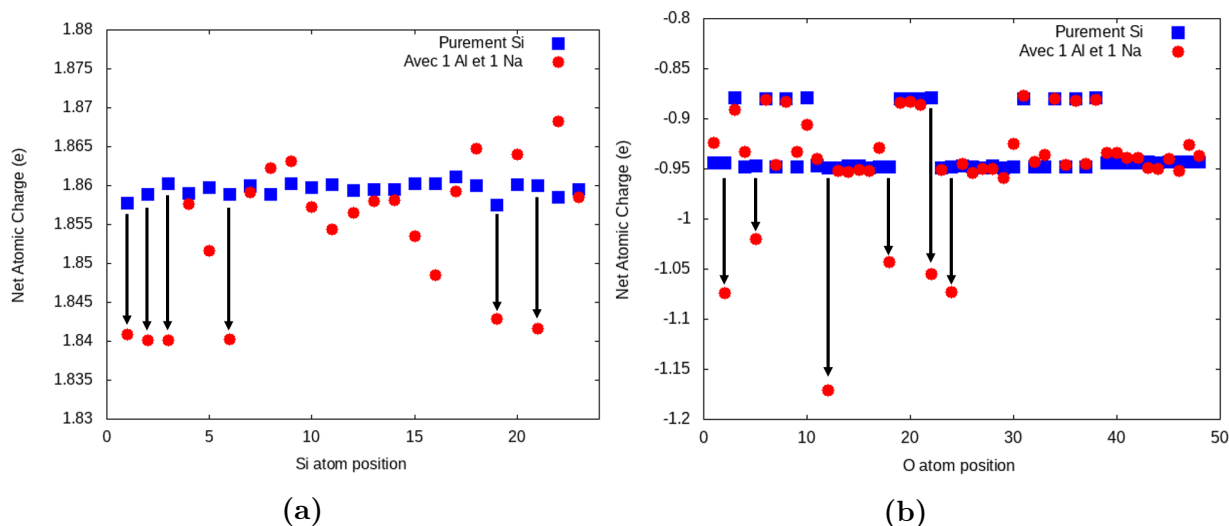 1.88
1.875
1.87
1.865
1.86
1.855
1.85
1.845
1.84
1.835
1.83
Net Atomic Charge (e)
Purement Si
Avec 1 Al et 1 Na
0 5 10 15 20
Si atom position
(a)
-0.8
-0.85
-0.9
-0.95
-1
-1.05
-1.1
-1.15
-1.2
Net Atomic Charge (e)
Purement Si
Avec 1 Al et 1 Na
0 10 20 30 40 50
O atom position
(b)